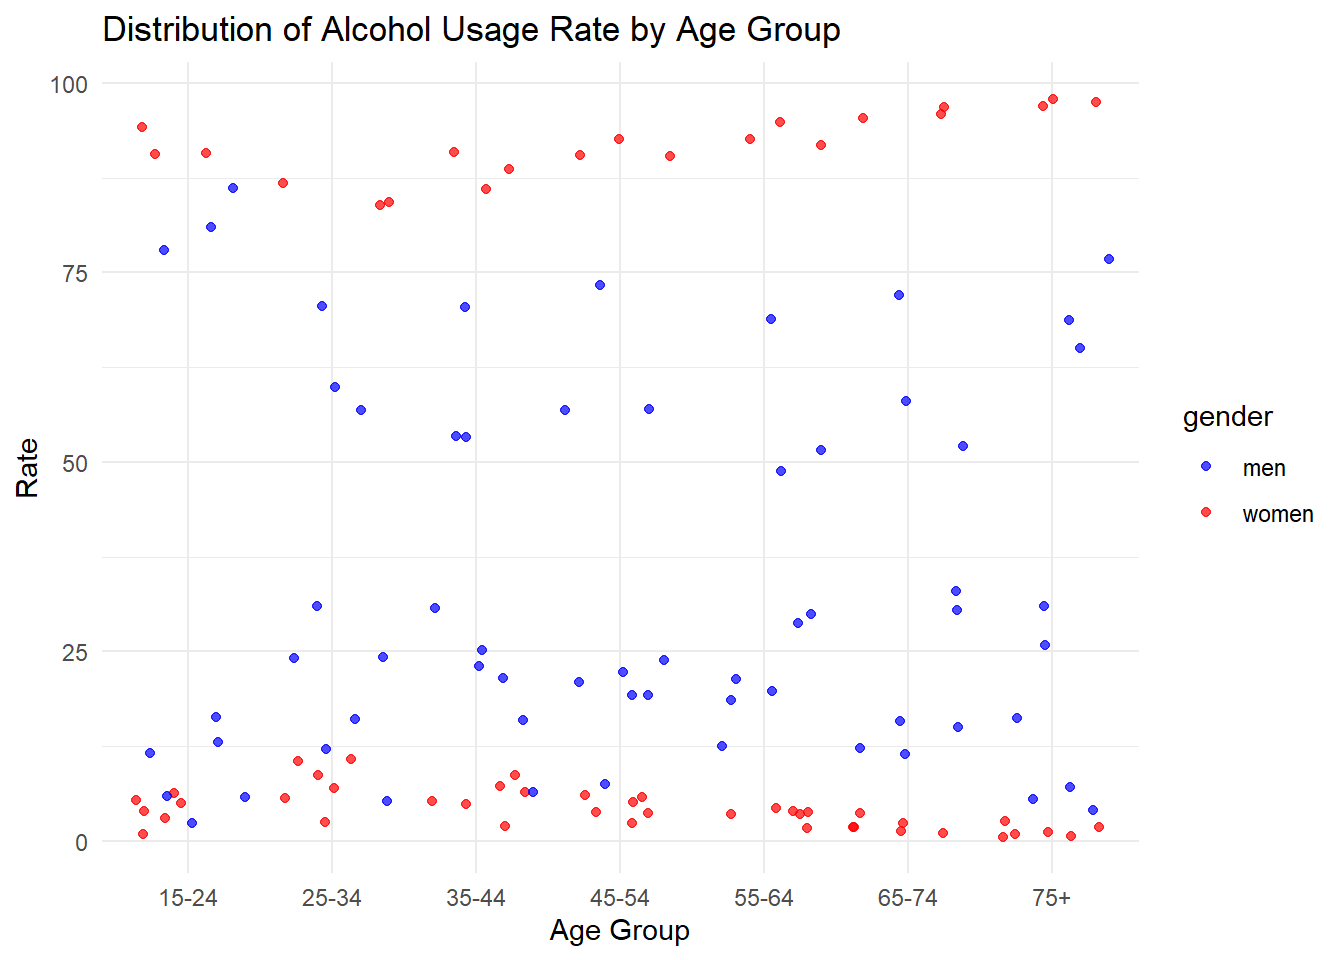 Distribution of Alcohol Usage Rate by Age Group
100
75
50
25
0
Rate
15-24 25-34 35-44 45-54 55-64 65-74 75+
Age Group
gender
men
women